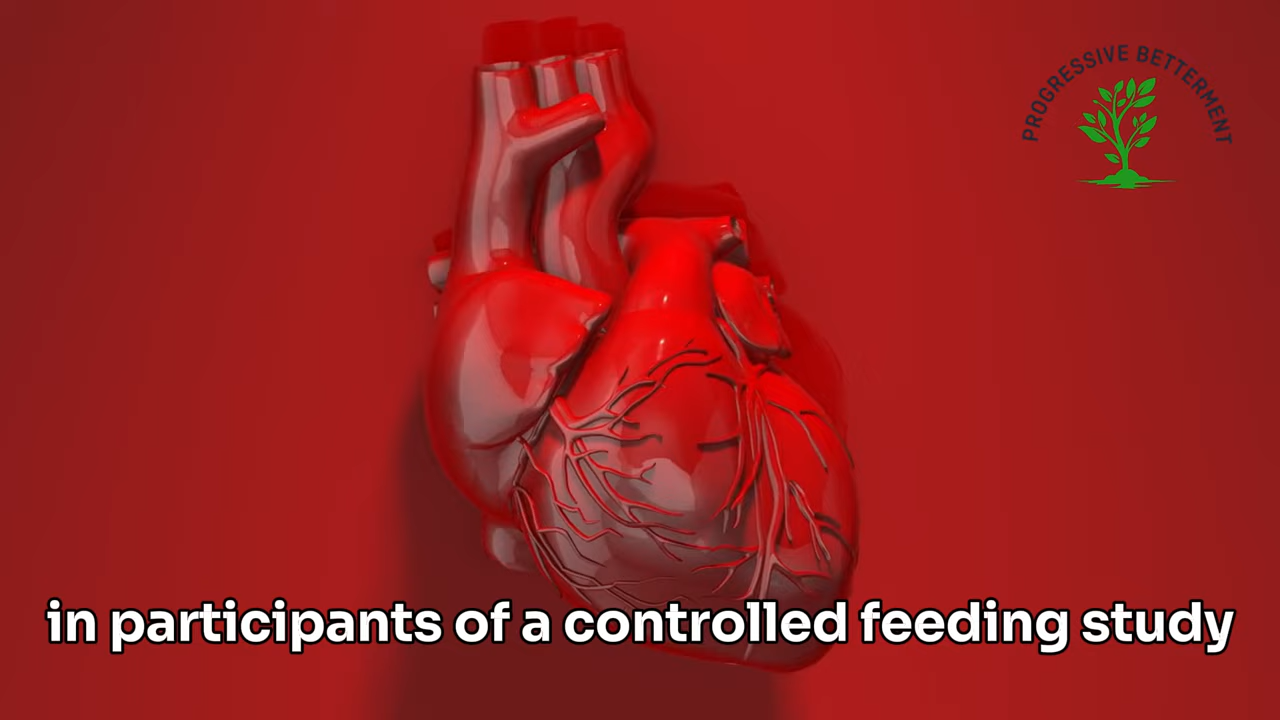 PROGRESSIVE BETTERMENT
in participants of a controlled feeding study